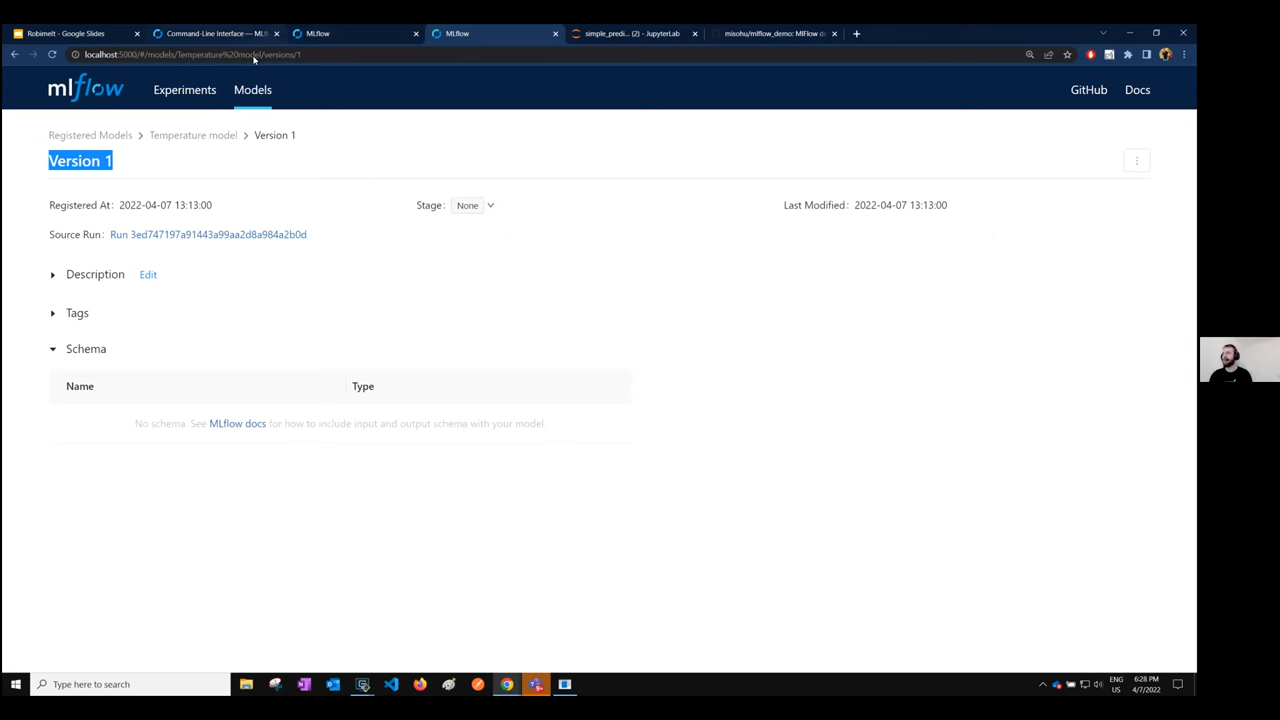 Robimelt - Google Slides
Command-Line Interface — MLfl
MLflow
MLflow
simple_predi... (2) - JupyterLab
misohu/mlflow_demo: MlFlow de
localhost:5000/#/models/Temperature%20model/versions/1
mlflow
Experiments
Models
GitHub
Docs
Registered Models > Temperature model > Version 1
Version 1
Registered At: 2022-04-07 13:13:00
Stage: None
Last Modified: 2022-04-07 13:13:00
Source Run: Run 3ed747197a91443a99aa2d8a984a2b0d
Description Edit
Tags
Schema
Name Type
No schema. See MLflow docs for how to include input and output schema with your model.
Type here to search
ENG
US
6:28 PM
4/7/2022